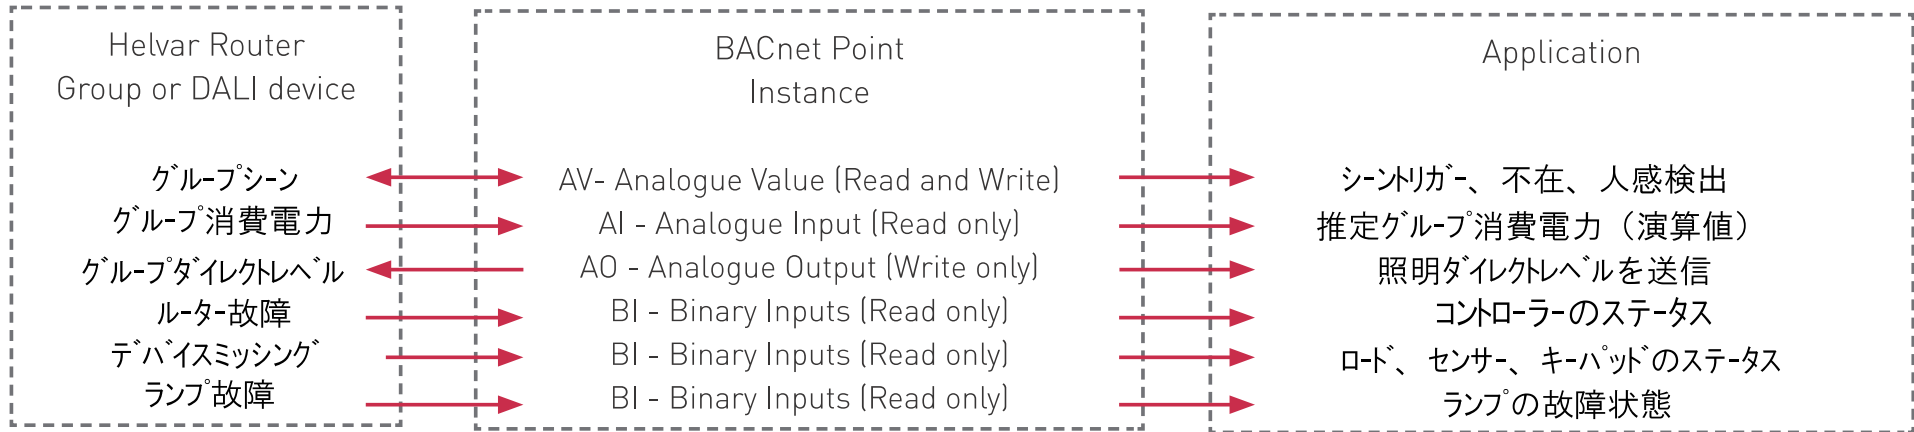 Helvar Router
Group or DALI device
BACnet Point
Instance
Application
グループシーン
AV- Analogue Value (Read and Write)
シーントリガー、不在、人感検出
グループ消費電力
AI - Analogue Input (Read only)
推定グループ消費電力（演算値）
グループダイレクトレベル
AO - Analogue Output (Write only)
照明ダイレクトレベルを送信
ルーター故障
BI - Binary Inputs (Read only)
コントローラーのステータス
デバイスミッシング
BI - Binary Inputs (Read only)
ロード、センサー、キーパッドのステータス
ランプ故障
BI - Binary Inputs (Read only)
ランプの故障状態